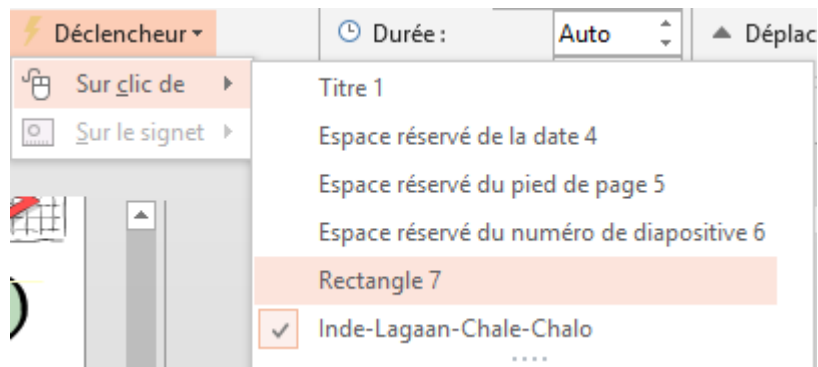 Déclencheur
Durée :
Auto
Sur clic de
Titre 1
Sur le signet
Espace réservé de la date 4
Espace réservé du pied de page 5
Espace réservé du numéro de diapositive 6
Rectangle 7
Inde-Lagaan-Chale-Chalo